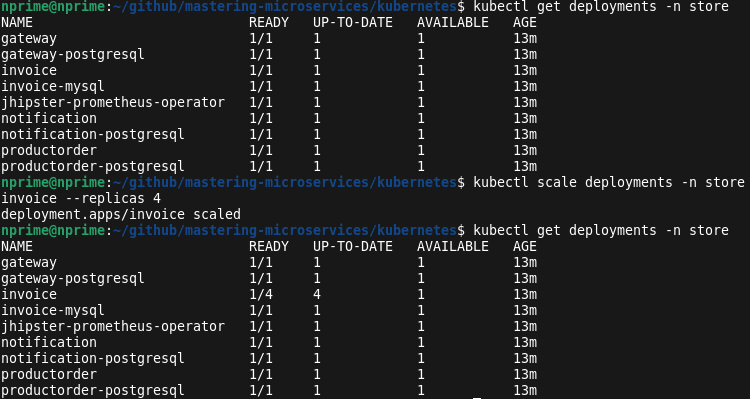 nprime@nprime:~/github/mastering-microservices/kubernetes$ kubectl get deployments -n store
NAME READY UP-TO-DATE AVAILABLE AGE
gateway 1/1 1 1 13m
gateway-postgresql 1/1 1 1 13m
invoice 1/1 1 1 13m
invoice-mysql 1/1 1 1 13m
jhipster-prometheus-operator 1/1 1 1 13m
notification 1/1 1 1 13m
notification-postgresql 1/1 1 1 13m
productorder 1/1 1 1 13m
productorder-postgresql 1/1 1 1 13m
nprime@nprime:~/github/mastering-microservices/kubernetes$ kubectl scale deployments -n store
invoice --replicas 4
deployment.apps/invoice scaled
nprime@nprime:~/github/mastering-microservices/kubernetes$ kubectl get deployments -n store
NAME READY UP-TO-DATE AVAILABLE AGE
gateway 1/1 1 1 13m
gateway-postgresql 1/1 1 1 13m
invoice 1/4 4 1 13m
invoice-mysql 1/1 1 1 13m
jhipster-prometheus-operator 1/1 1 1 13m
notification 1/1 1 1 13m
notification-postgresql 1/1 1 1 13m
productorder 1/1 1 1 13m
productorder-postgresql 1/1 1 1 13m